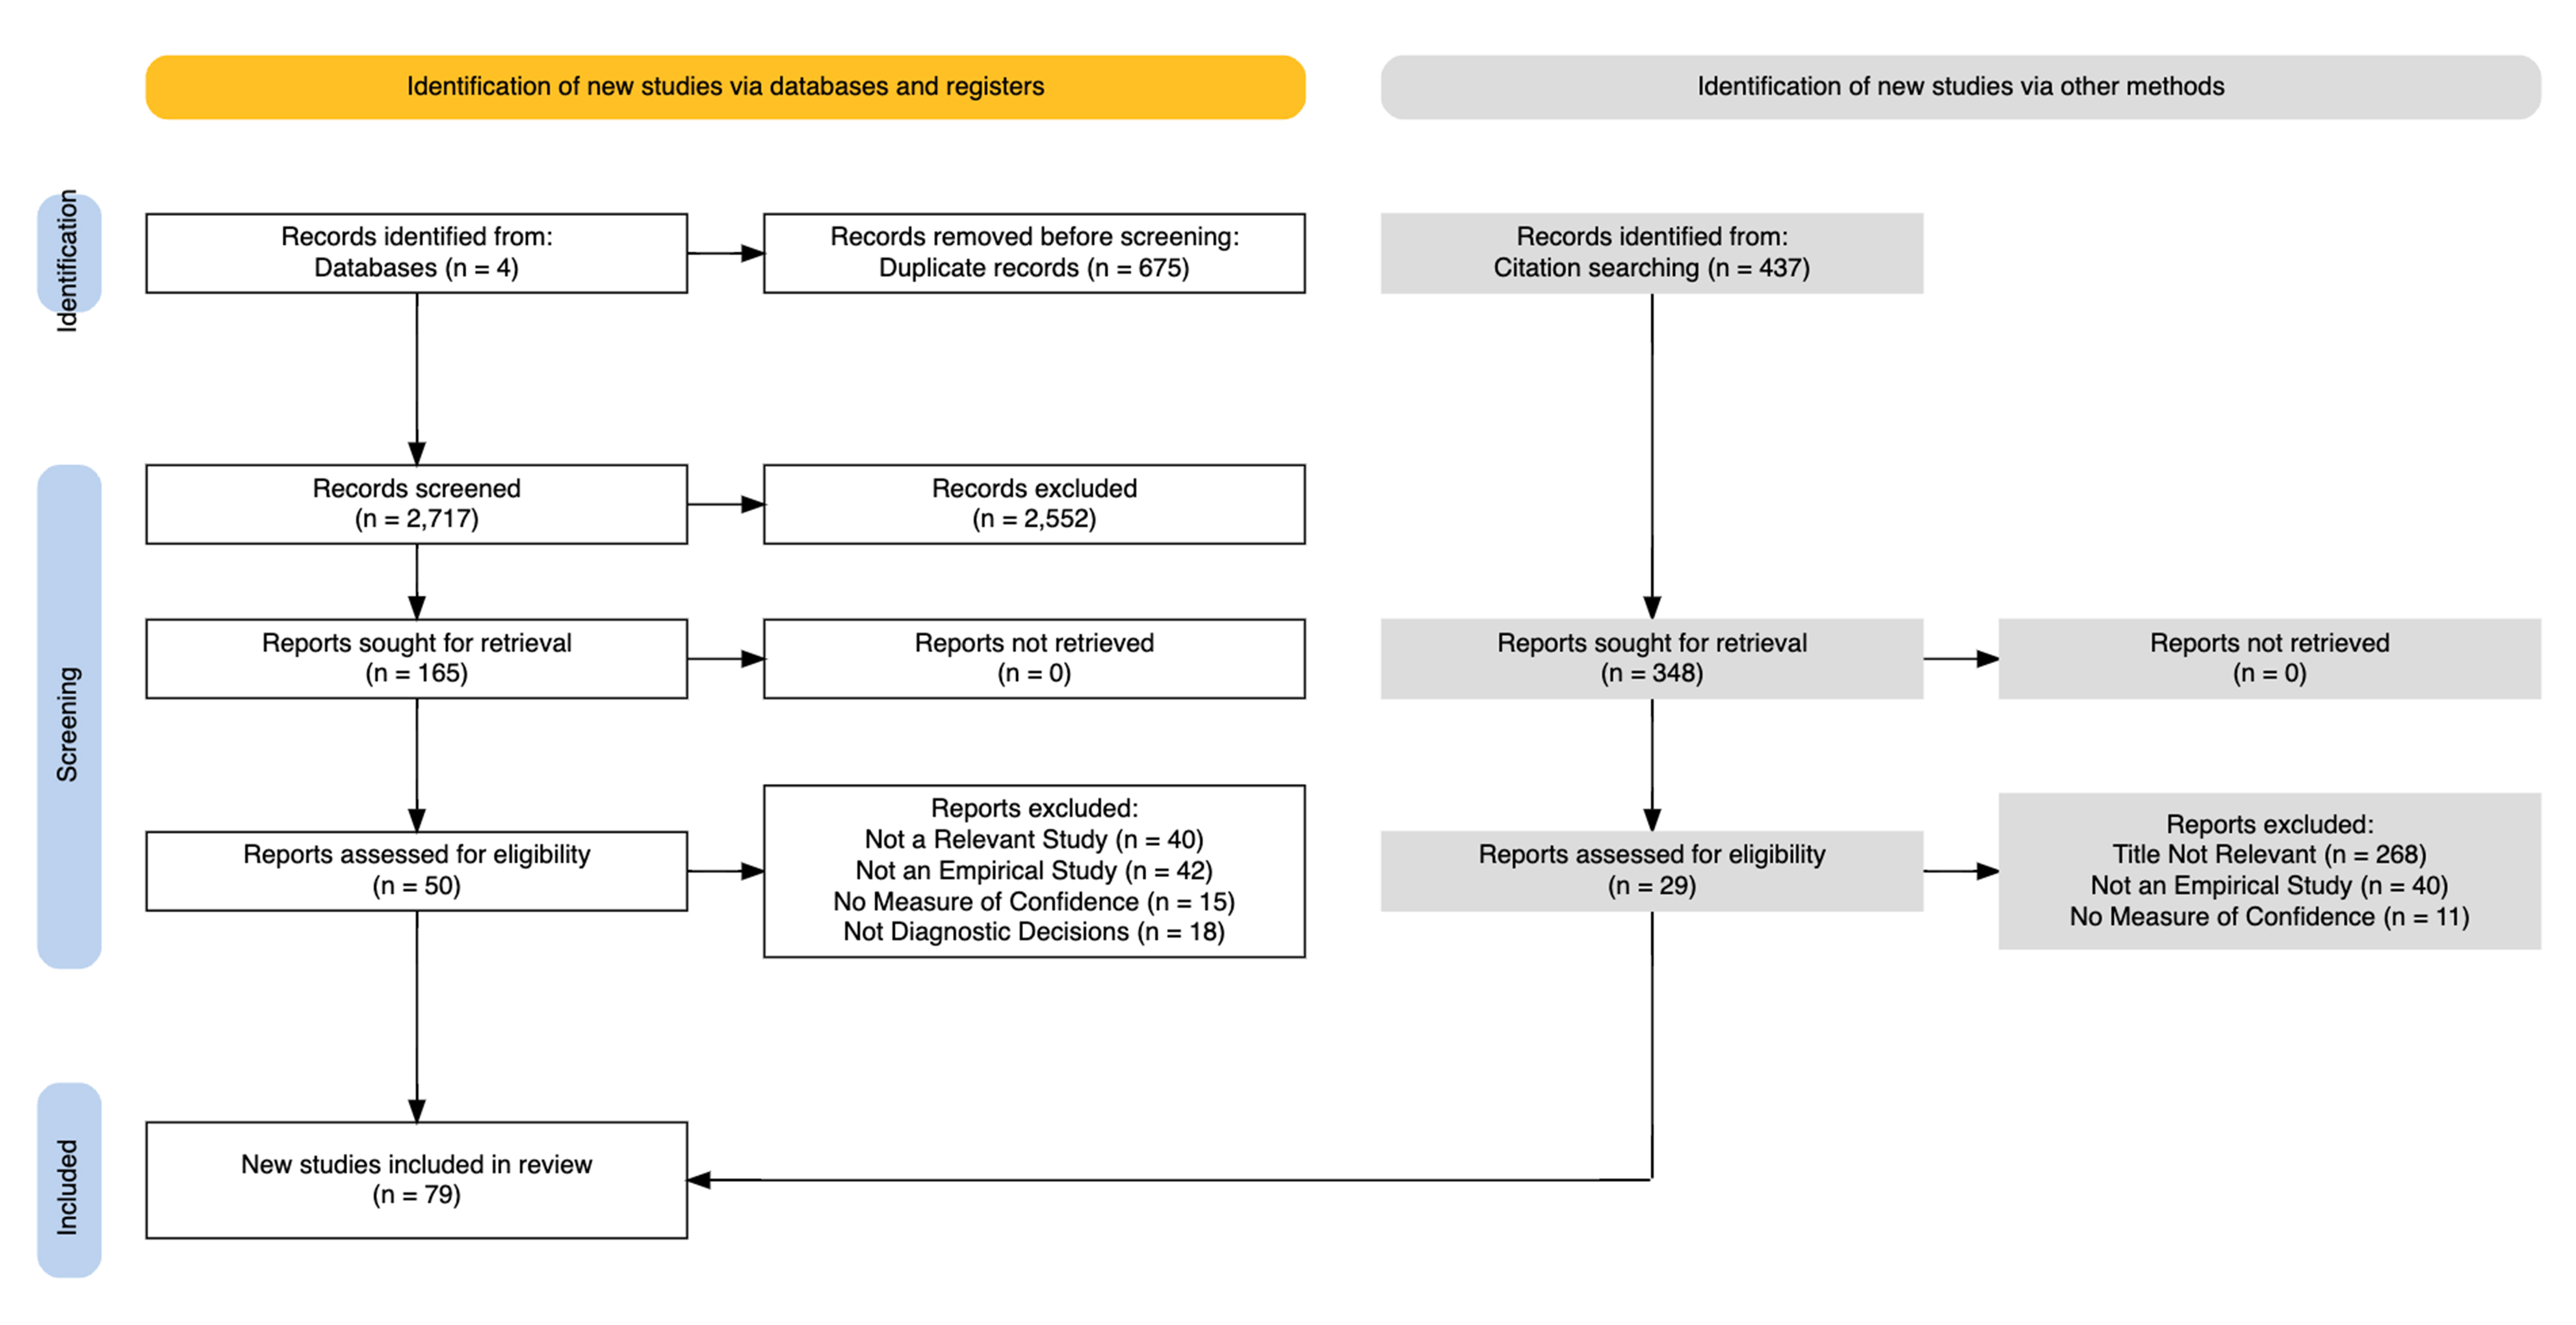 Identification of new studies via databases and registers
Identification of new studies via other methods
Identification
Records identified from:
Databases (n = 4)
Records removed before screening:
Duplicate records (n = 675)
Records identified from:
Citation searching (n = 437)
Screening
Records screened
(n = 2,717)
Records excluded
(n = 2,552)
Reports sought for retrieval
(n = 165)
Reports not retrieved
(n = 0)
Reports sought for retrieval
(n = 348)
Reports not retrieved
(n = 0)
Reports assessed for eligibility
(n = 50)
Reports excluded:
Not a Relevant Study (n = 40)
Not an Empirical Study (n = 42)
No Measure of Confidence (n = 15)
Not Diagnostic Decisions (n = 18)
Reports assessed for eligibility
(n = 29)
Reports excluded:
Title Not Relevant (n = 268)
Not an Empirical Study (n = 40)
No Measure of Confidence (n = 11)
Included
New studies included in review
(n = 79)